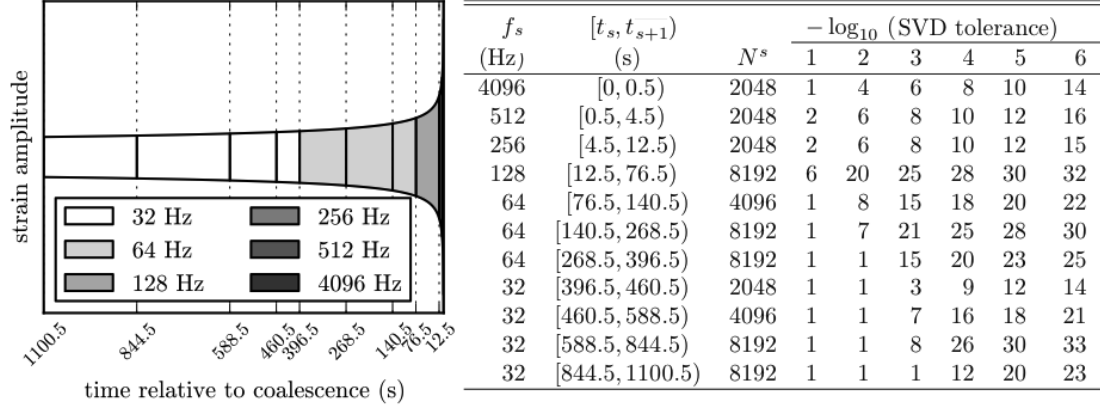 strain amplitude
32 Hz
64 Hz
128 Hz
256 Hz
512 Hz
4096 Hz
1100.5 844.5 588.5 460.5 396.5 268.5 140.5 76.5 12.5
time relative to coalescence (s)
f_s [t_s, t_{s+1}) − log₁₀ (SVD tolerance)
(Hz) (s) N^s 1 2 3 4 5 6
4096 [0, 0.5) 2048 1 4 6 8 10 14
512 [0.5, 4.5) 2048 2 6 8 10 12 16
256 [4.5, 12.5) 2048 2 6 8 10 12 15
128 [12.5, 76.5) 8192 6 20 25 28 30 32
64 [76.5, 140.5) 4096 1 8 15 18 20 22
64 [140.5, 268.5) 8192 1 7 21 25 28 30
64 [268.5, 396.5) 8192 1 1 15 20 23 25
32 [396.5, 460.5) 2048 1 1 3 9 12 14
32 [460.5, 588.5) 4096 1 1 7 16 18 21
32 [588.5, 844.5) 8192 1 1 8 26 30 33
32 [844.5, 1100.5) 8192 1 1 1 12 20 23